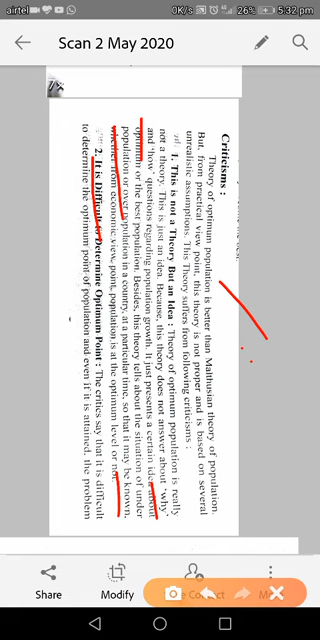 airtel
0K/s 4G 26% 5.32 pm
Scan 2 May 2020
Criticisms :
Theory of optimum population is better than Malthusian theory of population.
But, from practical view point, this theory is not proper and is based on several
unrealistic assumptions. This Theory suffers from following criticisms :
1. This is not a Theory But an Idea : Theory of optimum population is really
not a theory. This is just an idea. Because, this theory does not answer about 'why'
and 'how' questions regarding population growth. It just presents a certain idea about
optimum or the best population. Besides, this theory tells about the situation of under
population or over population in a country, at a particular time, so that it may be known,
whether from economic view point, population is at the optimum level or not.
2. It is Difficult to Determine Optimum Point : The critics say that it is difficult
to determine the optimum point of population and even if it is attained, the problem
Share
Modify
Connect